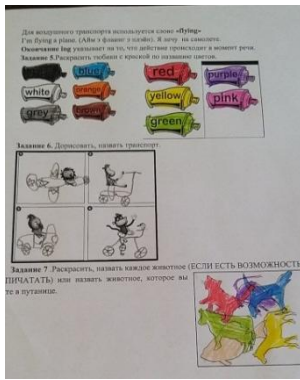 Для воздушного транспорта используется слово «flying»
I'm flying a plane. (Айм э флаинг э плэйн). Я лечу на самолете.
Окончание ing указывает на то, что действие происходит в момент речи.
Задание 5.Раскрасить тюбики с краской по названию цветов.
blue
red
purple
white
orange
yellow
pink
grey
brown
green
Задание 6. Дорисовать, назвать транспорт.
Задание 7 .Раскрасить, назвать каждое животное (ЕСЛИ ЕСТЬ ВОЗМОЖНОСТЬ
ПИЧАТАТЬ) или назвать животное, которое вы
те в путанице.